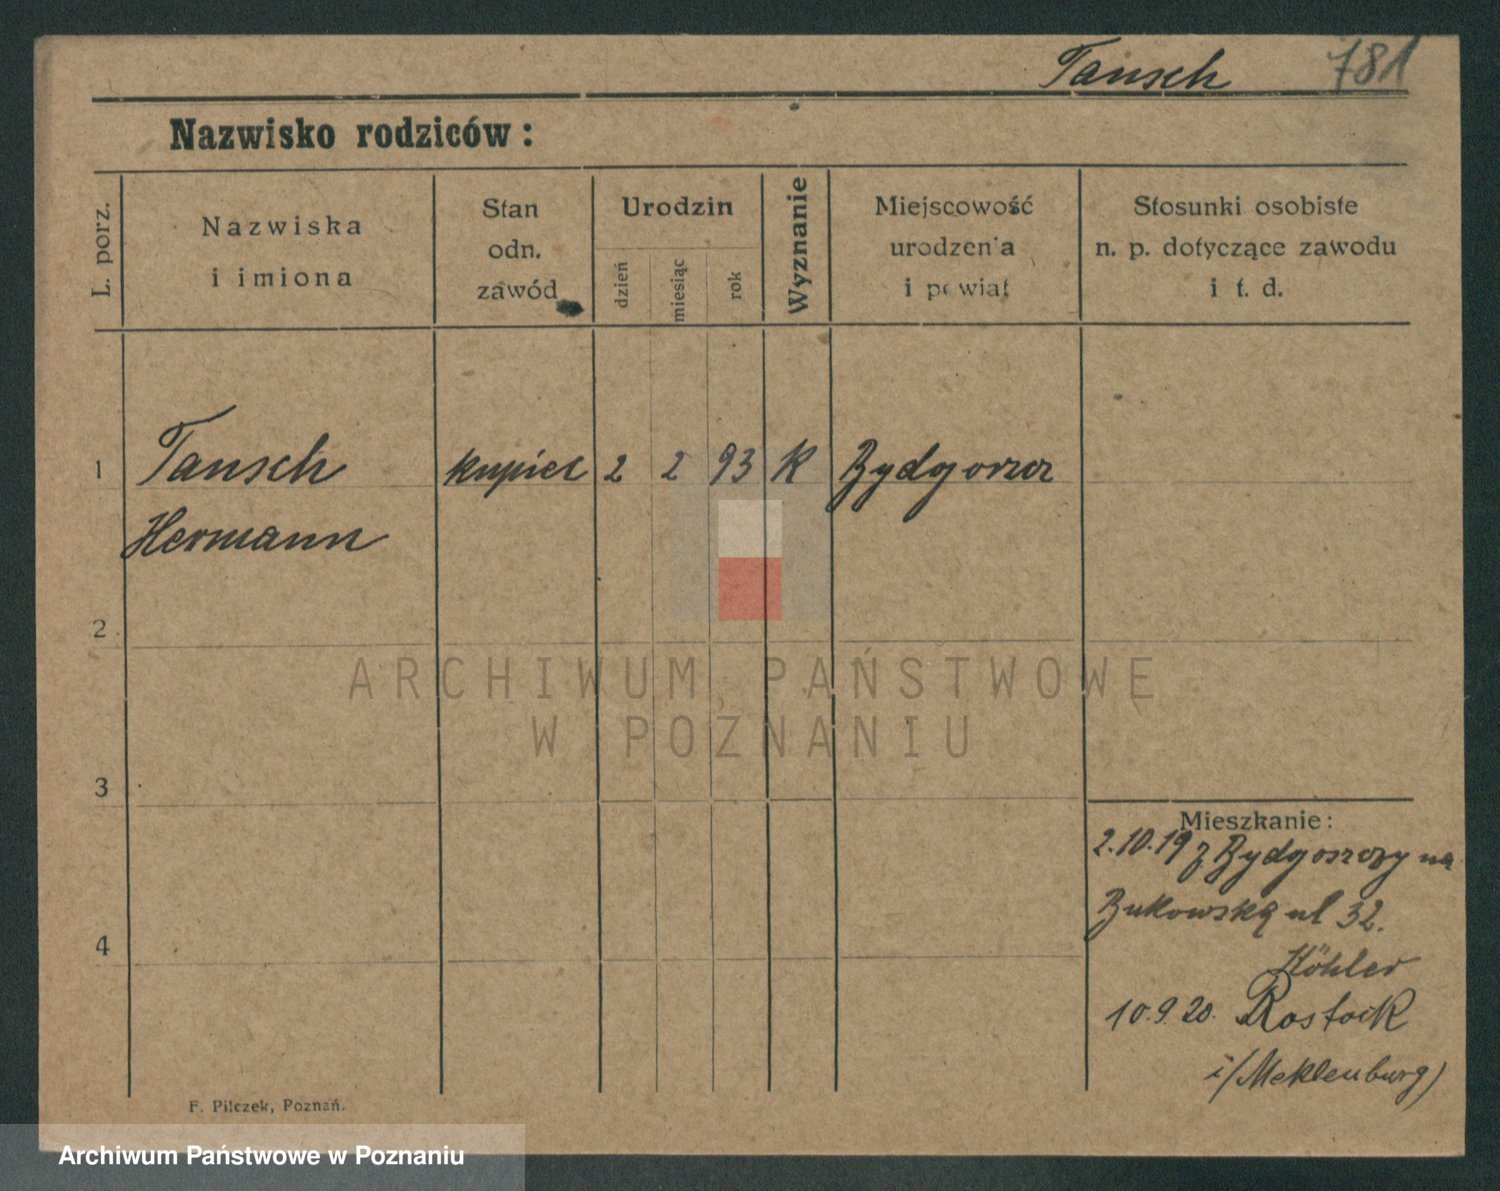 Tausch 781
Nazwisko rodziców:
L. porz.
Nazwiska
i imiona
Stan
odn.
zawód
Urodzin
dzień
miesiąc
rok
Wyznanie
Miejscowość
urodzenia
i powiat
Stosunki osobiste
n. p. dotyczące zawodu
i t. d.
1 Tausch kupiec 2 2 93 K Bydgoszcz
Hermann
2
ARCHIWUM PAŃSTWOWE
W POZNANIU
3
Mieszkanie:
2.10.19 z Bydgoszczy na
Bukowską ul 32.
4
Köhler
10.9.20. Rostock
i/Meklenburg)
F. Pilczek, Poznań.
Archiwum Państwowe w Poznaniu